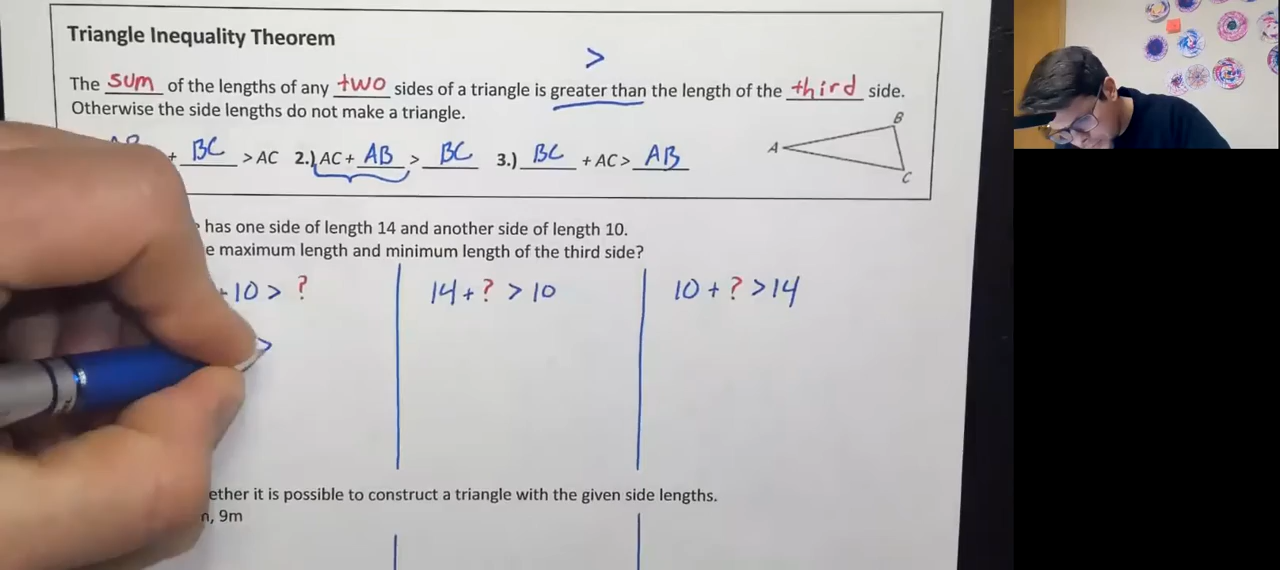 Triangle Inequality Theorem
>
The sum of the lengths of any two sides of a triangle is greater than the length of the third side.
Otherwise the side lengths do not make a triangle.
+ BC > AC 2.) AC + AB > BC 3.) BC + AC > AB
A B C
has one side of length 14 and another side of length 10.
maximum length and minimum length of the third side?
10 > ? 14 + ? > 10 10 + ? > 14
>
it is possible to construct a triangle with the given side lengths.
9m